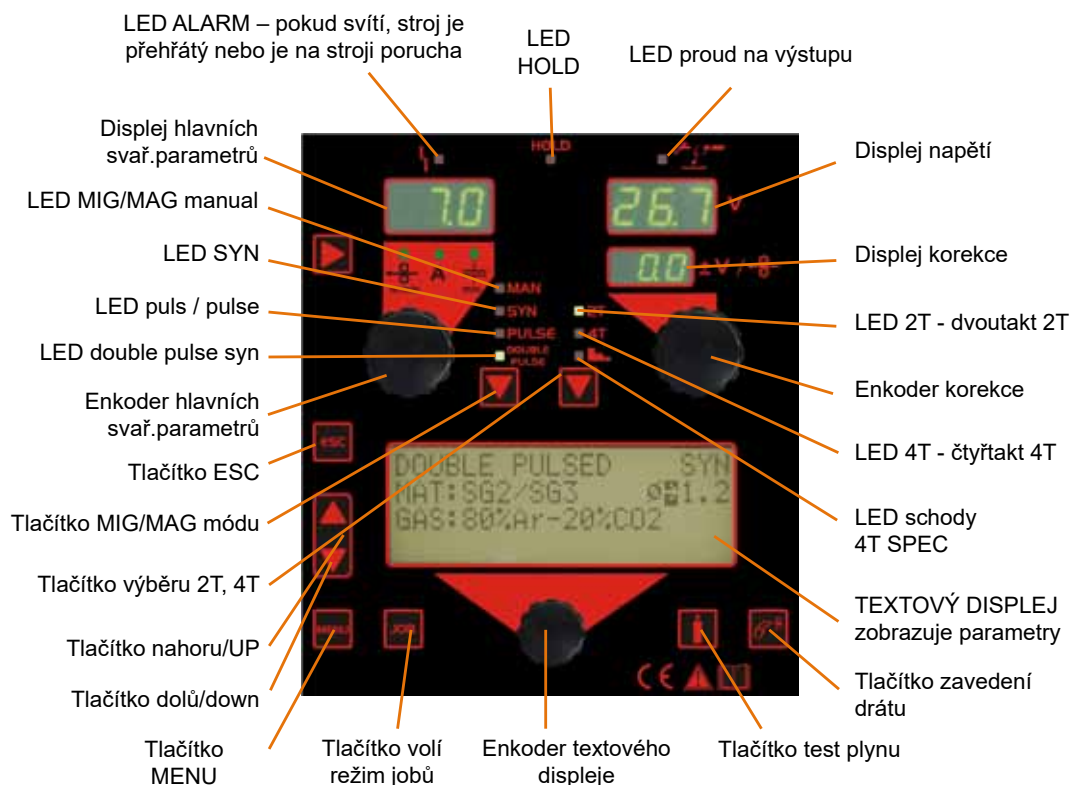 LED ALARM – pokud svítí, stroj je
přehřátý nebo je na stroji porucha
LED
HOLD
LED proud na výstupu
Displej hlavních
svař.parametrů
LED MIG/MAG manual
LED SYN
LED puls / pulse
LED double pulse syn
Enkoder hlavních
svař.parametrů
Tlačítko ESC
Tlačítko MIG/MAG módu
Tlačítko výběru 2T, 4T
Tlačítko nahoru/UP
Tlačítko dolů/down
Tlačítko
MENU
Tlačítko volí
režim jobů
Enkoder textového
displeje
Tlačítko test plynu
Displej napětí
Displej korekce
LED 2T - dvoutakt 2T
Enkoder korekce
LED 4T - čtyřtakt 4T
LED schody
4T SPEC
TEXTOVÝ DISPLEJ
zobrazuje parametry
Tlačítko zavedení
drátu
HOLD
7.0
26.7 V
A
0.0 ± V /
MAN
SYN
PULSE
DOUBLE
PULSE
2T
4T
ESC
DOUBLE PULSED SYN
MAT:SG2/SG3 ø 1.2
GAS:80%Ar-20%CO2
MENU
JOB
CE